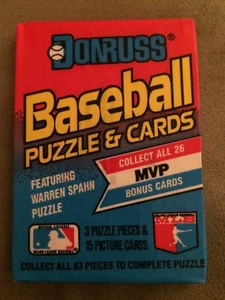 DONRUSS
Baseball
PUZZLE & CARDS
COLLECT ALL 26
MVP
BONUS CARDS
FEATURING
WARREN SPAHN
PUZZLE
3 PUZZLE PIECES &
15 PICTURE CARDS
COLLECT ALL 63 PIECES TO COMPLETE PUZZLE